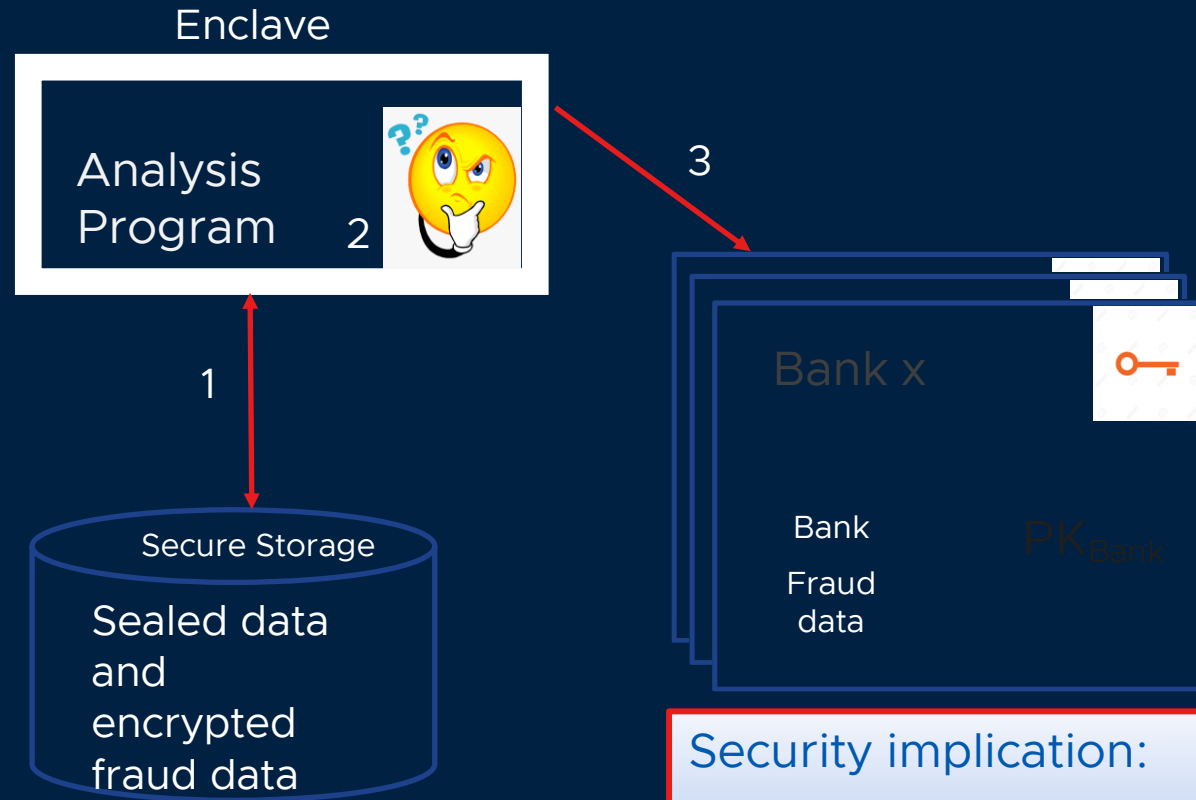 Enclave
Analysis
Program
2
??
3
1
Bank x
Bank
Fraud
data
PKBank
Secure Storage
Sealed data
and
encrypted
fraud data
Security implication: